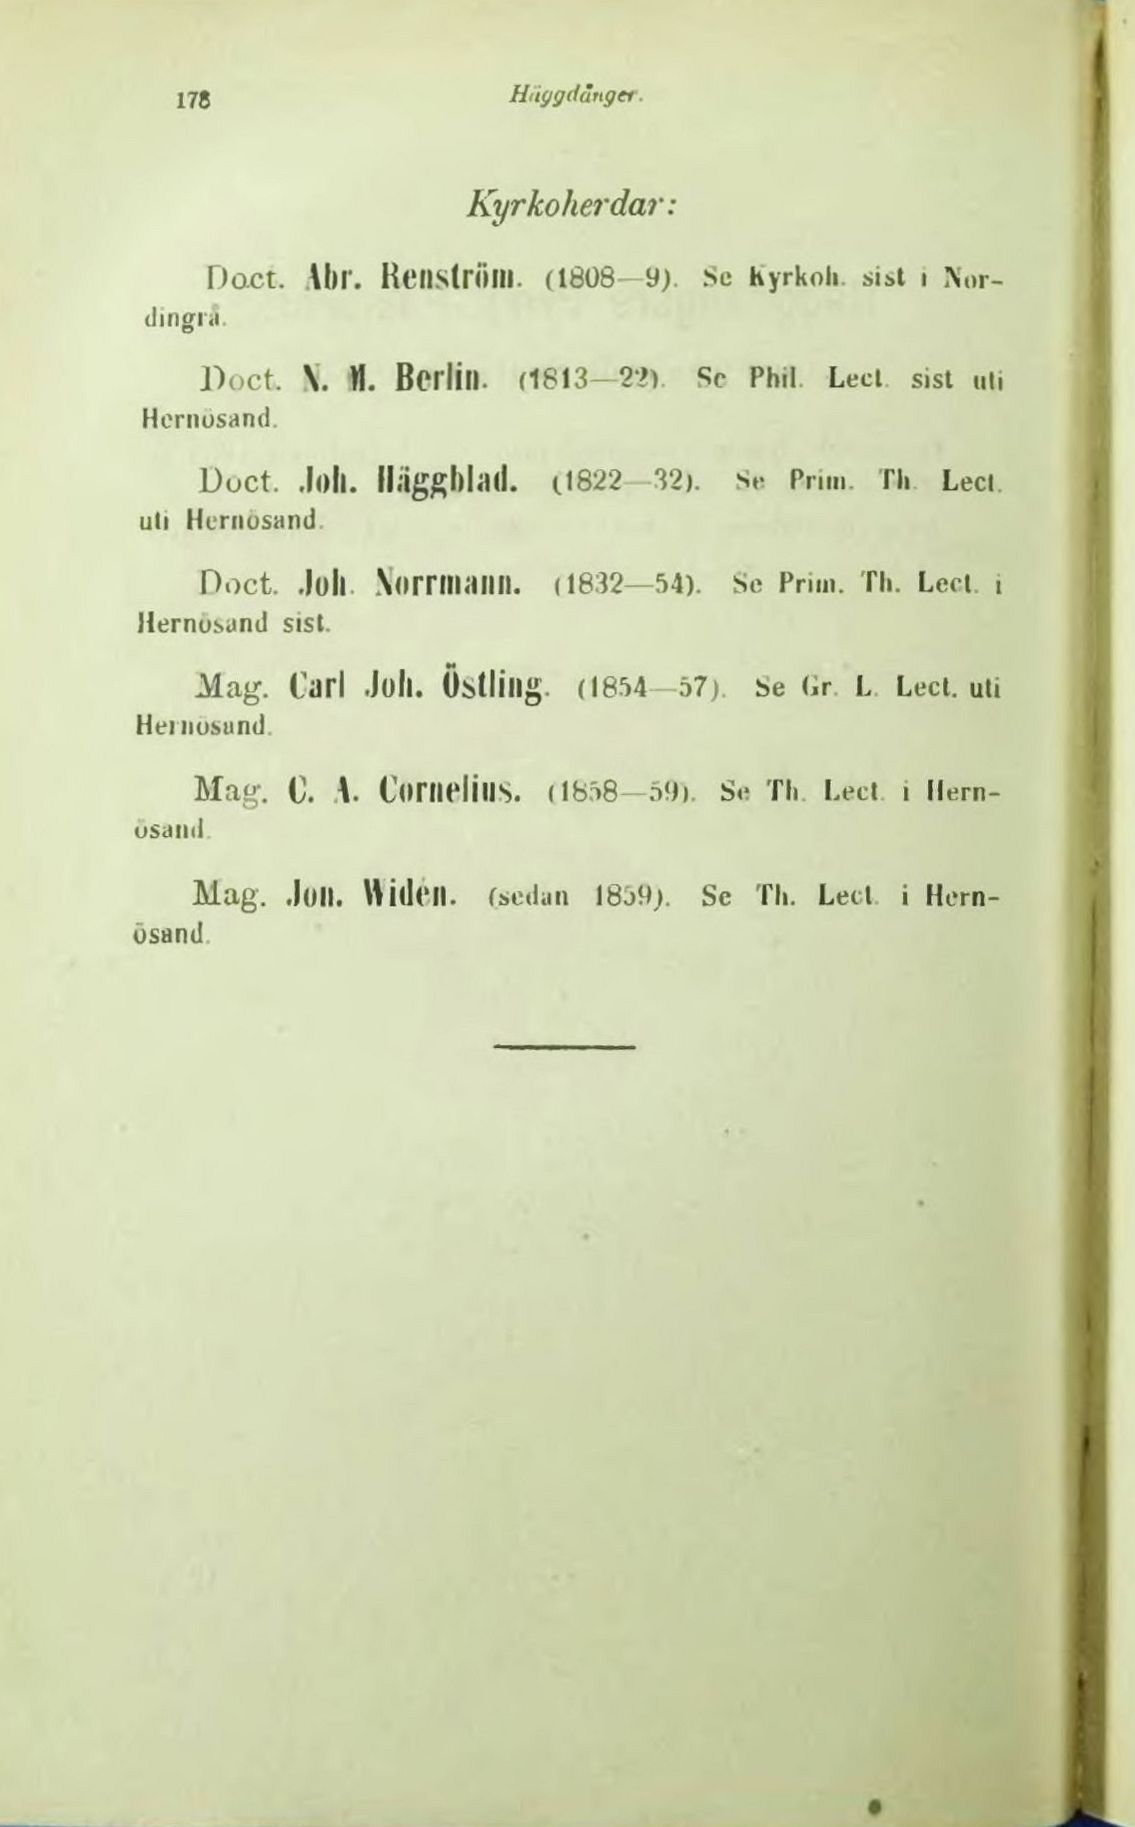 178 Häggdånger.
Kyrkoherdar:
Doct. Abr. Renström. (1808—9). Se Kyrkoh. sist i Nor-
dingrå.
Doct. N. M. Berlin. (1813—22). Se Phil. Lect. sist uti
Hernösand.
Doct. Joh. Häggblad. (1822—32). Se Prim. Th. Lect.
uti Hernösand.
Doct. Joh. Norrmann. (1832—54). Se Prim. Th. Lect. i
Hernösand sist.
Mag. Carl Joh. Östling. (1854—57). Se Gr. L. Lect. uti
Hernösand.
Mag. C. A. Cornelius. (1858—59). Se Th. Lect. i Hern-
ösand.
Mag. Jon. Widén. (sedan 1859). Se Th. Lect. i Hern-
ösand.